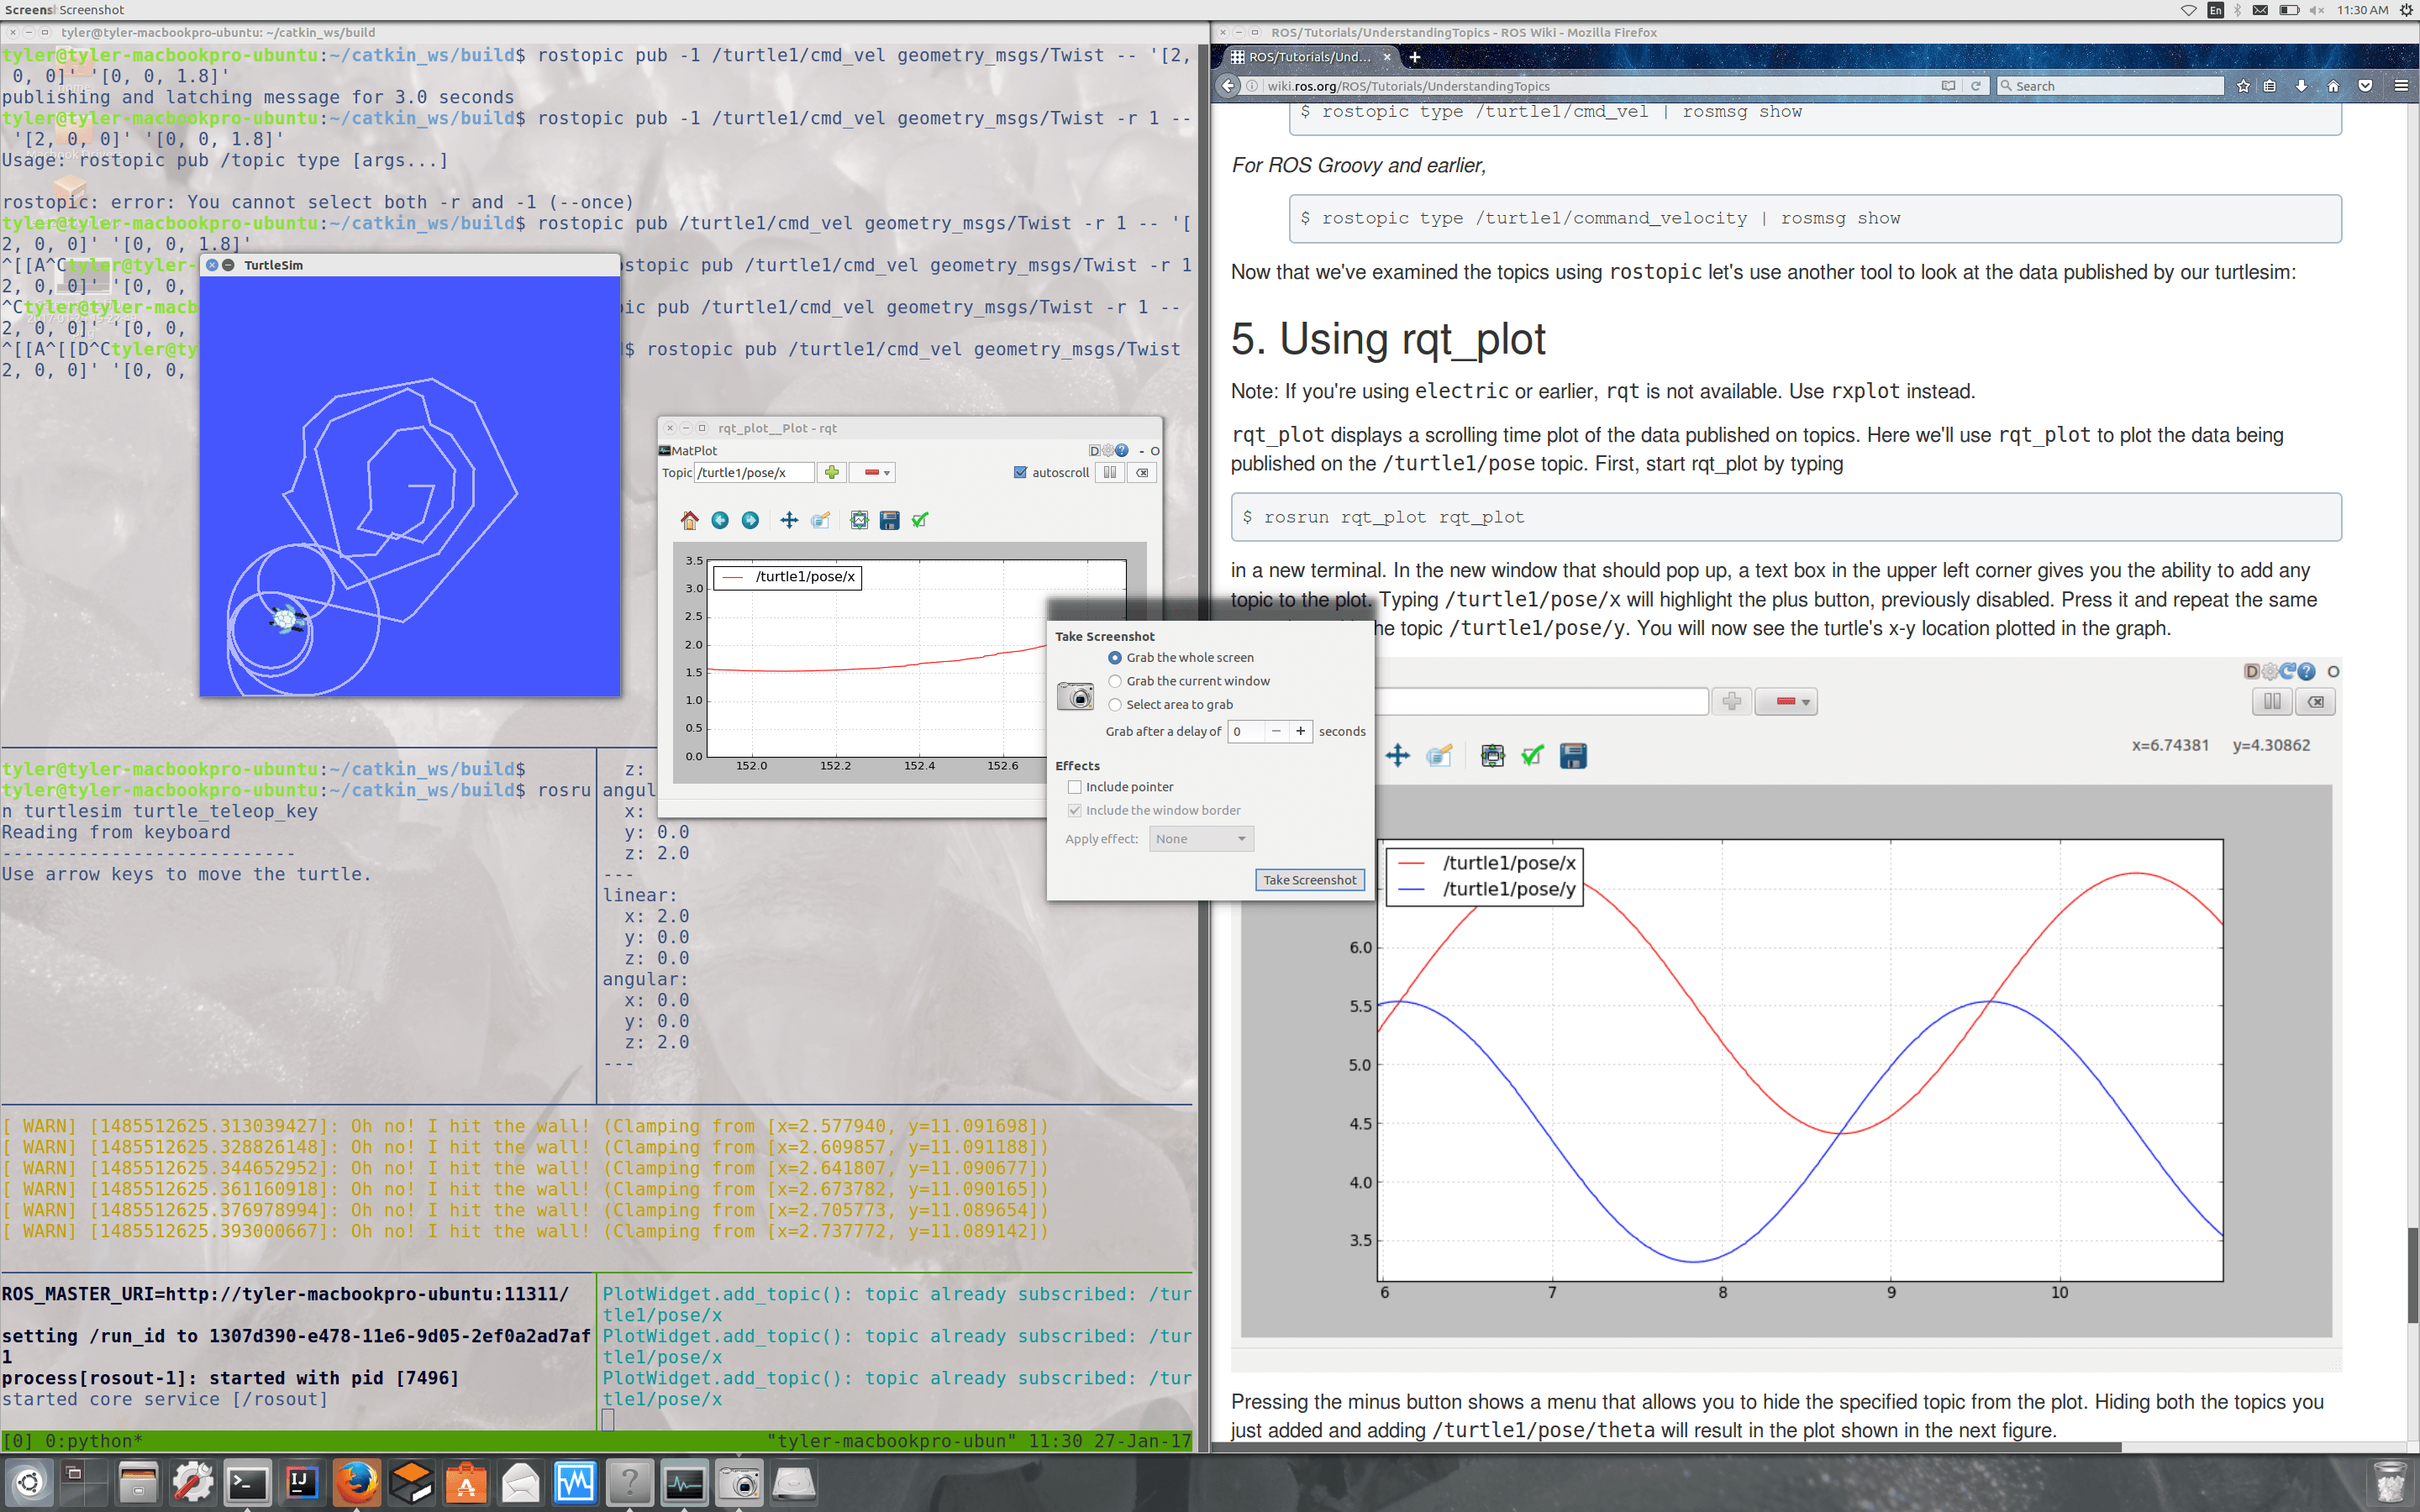 Screens Screenshot
En
11:30 AM
tyler@tyler-macbookpro-ubuntu: ~/catkin_ws/build
tyler@tyler-macbookpro-ubuntu:~/catkin_ws/build$ rostopic pub -1 /turtle1/cmd_vel geometry_msgs/Twist -- '[2,
 0, 0]' '[0, 0, 1.8]'
publishing and latching message for 3.0 seconds
tyler@tyler-macbookpro-ubuntu:~/catkin_ws/build$ rostopic pub -1 /turtle1/cmd_vel geometry_msgs/Twist -r 1 --
 '[2, 0, 0]' '[0, 0, 1.8]'
Usage: rostopic pub /topic type [args...]
rostopic: error: You cannot select both -r and -1 (--once)
tyler@tyler-macbookpro-ubuntu:~/catkin_ws/build$ rostopic pub /turtle1/cmd_vel geometry_msgs/Twist -r 1 -- '[
2, 0, 0]' '[0, 0, 1.8]'
^[[A^Ctyler@tyler- ostopic pub /turtle1/cmd_vel geometry_msgs/Twist -r 1
2, 0, 0]' '[0, 0,
^Ctyler@tyler-macb ic pub /turtle1/cmd_vel geometry_msgs/Twist -r 1 --
2, 0, 0]' '[0, 0,
^[[A^[[D^Ctyler@ty $ rostopic pub /turtle1/cmd_vel geometry_msgs/Twist
2, 0, 0]' '[0, 0,
TurtleSim
rqt_plot__Plot - rqt
MatPlot
D - O
Topic /turtle1/pose/x
autoscroll
/turtle1/pose/x
3.5
3.0
2.5
2.0
1.5
1.0
0.5
0.0
152.0 152.2 152.4 152.6
Take Screenshot
Grab the whole screen
Grab the current window
Select area to grab
Grab after a delay of 0 − + seconds
Effects
Include pointer
Include the window border
Apply effect: None
Take Screenshot
tyler@tyler-macbookpro-ubuntu:~/catkin_ws/build$
tyler@tyler-macbookpro-ubuntu:~/catkin_ws/build$ rosru
n turtlesim turtle_teleop_key
Reading from keyboard
---------------------------
Use arrow keys to move the turtle.
z:
angul
x:
y: 0.0
z: 2.0
---
linear:
x: 2.0
y: 0.0
z: 0.0
angular:
x: 0.0
y: 0.0
z: 2.0
---
[ WARN] [1485512625.313039427]: Oh no! I hit the wall! (Clamping from [x=2.577940, y=11.091698])
[ WARN] [1485512625.328826148]: Oh no! I hit the wall! (Clamping from [x=2.609857, y=11.091188])
[ WARN] [1485512625.344652952]: Oh no! I hit the wall! (Clamping from [x=2.641807, y=11.090677])
[ WARN] [1485512625.361160918]: Oh no! I hit the wall! (Clamping from [x=2.673782, y=11.090165])
[ WARN] [1485512625.376978994]: Oh no! I hit the wall! (Clamping from [x=2.705773, y=11.089654])
[ WARN] [1485512625.393000667]: Oh no! I hit the wall! (Clamping from [x=2.737772, y=11.089142])
ROS_MASTER_URI=http://tyler-macbookpro-ubuntu:11311/
setting /run_id to 1307d390-e478-11e6-9d05-2ef0a2ad7af
1
process[rosout-1]: started with pid [7496]
started core service [/rosout]
PlotWidget.add_topic(): topic already subscribed: /tur
tle1/pose/x
PlotWidget.add_topic(): topic already subscribed: /tur
tle1/pose/x
PlotWidget.add_topic(): topic already subscribed: /tur
tle1/pose/x
[0] 0:python* "tyler-macbookpro-ubun" 11:30 27-Jan-17
ROS/Tutorials/UnderstandingTopics - ROS Wiki - Mozilla Firefox
ROS/Tutorials/Und...
wiki.ros.org/ROS/Tutorials/UnderstandingTopics
Search
$ rostopic type /turtle1/cmd_vel | rosmsg show
For ROS Groovy and earlier,
$ rostopic type /turtle1/command_velocity | rosmsg show
Now that we've examined the topics using rostopic let's use another tool to look at the data published by our turtlesim:
5. Using rqt_plot
Note: If you're using electric or earlier, rqt is not available. Use rxplot instead.
rqt_plot displays a scrolling time plot of the data published on topics. Here we'll use rqt_plot to plot the data being
published on the /turtle1/pose topic. First, start rqt_plot by typing
$ rosrun rqt_plot rqt_plot
in a new terminal. In the new window that should pop up, a text box in the upper left corner gives you the ability to add any
topic to the plot. Typing /turtle1/pose/x will highlight the plus button, previously disabled. Press it and repeat the same
he topic /turtle1/pose/y. You will now see the turtle's x-y location plotted in the graph.
D O
x=6.74381 y=4.30862
/turtle1/pose/x
/turtle1/pose/y
6.0
5.5
5.0
4.5
4.0
3.5
6 7 8 9 10
Pressing the minus button shows a menu that allows you to hide the specified topic from the plot. Hiding both the topics you
just added and adding /turtle1/pose/theta will result in the plot shown in the next figure.
IJ